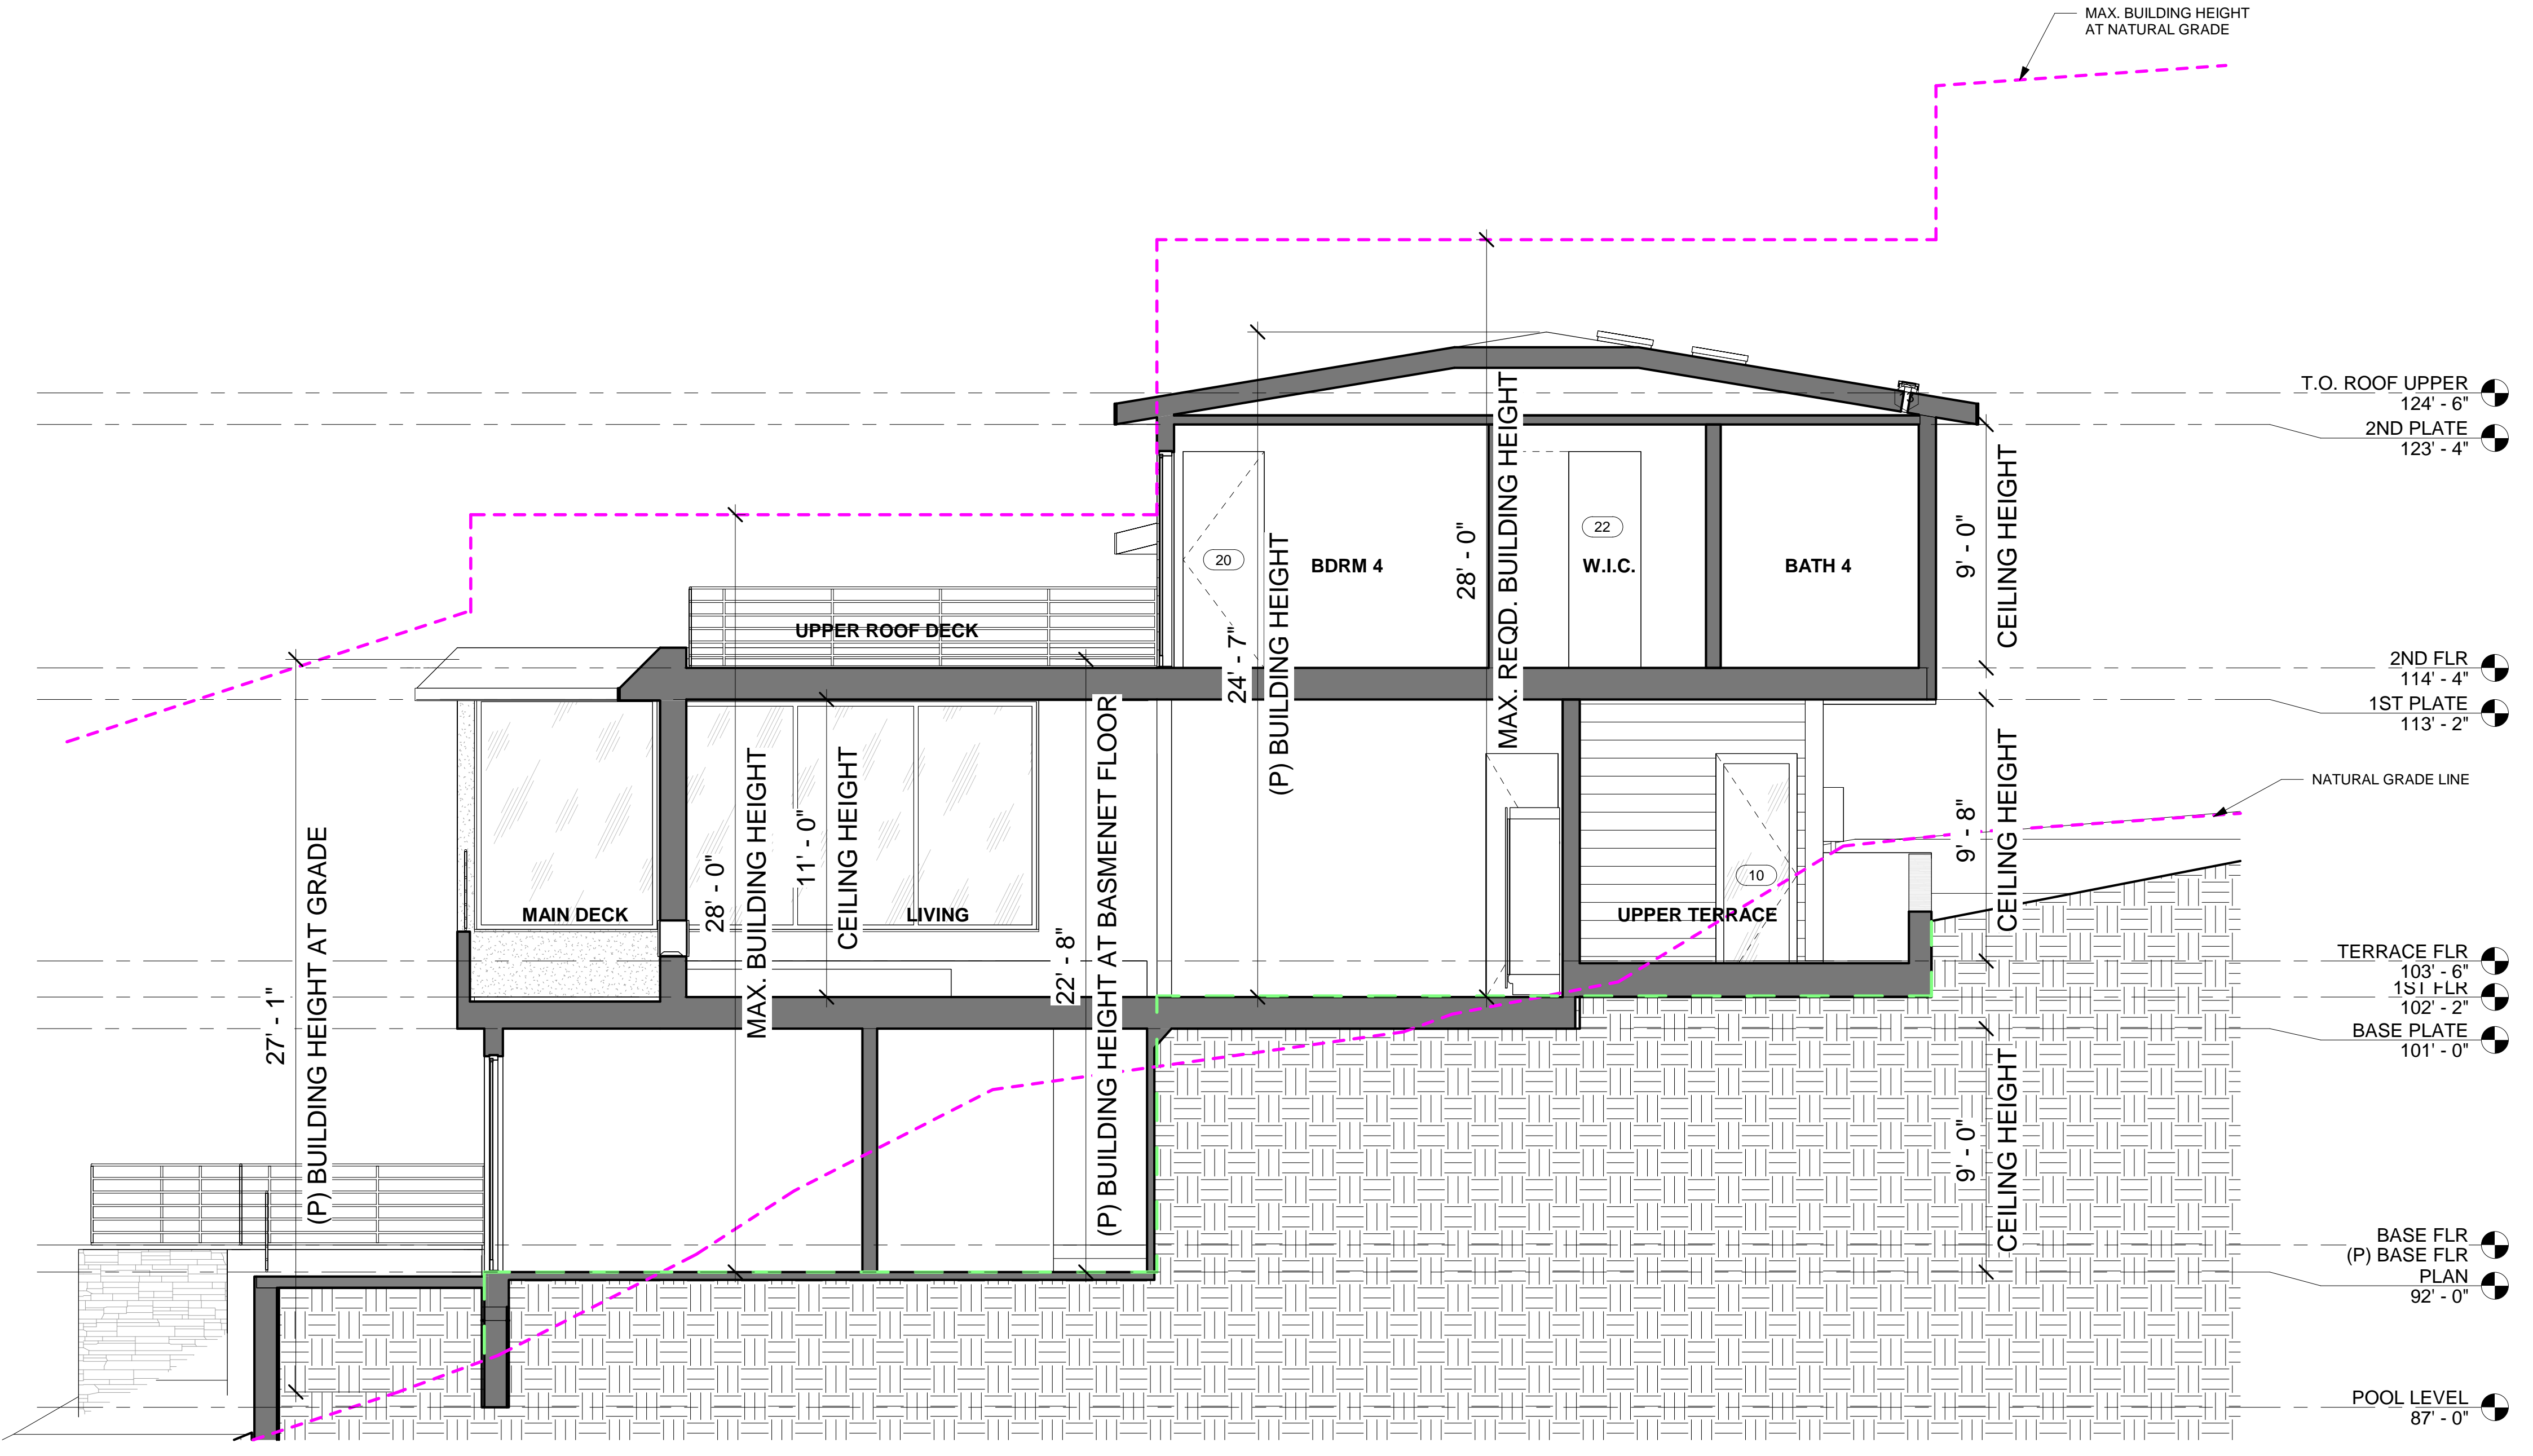 MAX. BUILDING HEIGHT
AT NATURAL GRADE
T.O. ROOF UPPER
124' - 6"
2ND PLATE
123' - 4"
2ND FLR
114' - 4"
1ST PLATE
113' - 2"
NATURAL GRADE LINE
TERRACE FLR
103' - 6"
1ST FLR
102' - 2"
BASE PLATE
101' - 0"
BASE FLR
(P) BASE FLR
PLAN
92' - 0"
POOL LEVEL
87' - 0"
27' - 1"
(P) BUILDING HEIGHT AT GRADE
28' - 0"
MAX. BUILDING HEIGHT
11' - 0"
CEILING HEIGHT
22' - 8"
(P) BUILDING HEIGHT AT BASMENET FLOOR
24' - 7"
(P) BUILDING HEIGHT
28' - 0"
MAX. REQD. BUILDING HEIGHT
9' - 0"
CEILING HEIGHT
9' - 8"
CEILING HEIGHT
9' - 0"
CEILING HEIGHT
13
20
BDRM 4
22
W.I.C.
BATH 4
UPPER ROOF DECK
MAIN DECK
LIVING
10
UPPER TERRACE